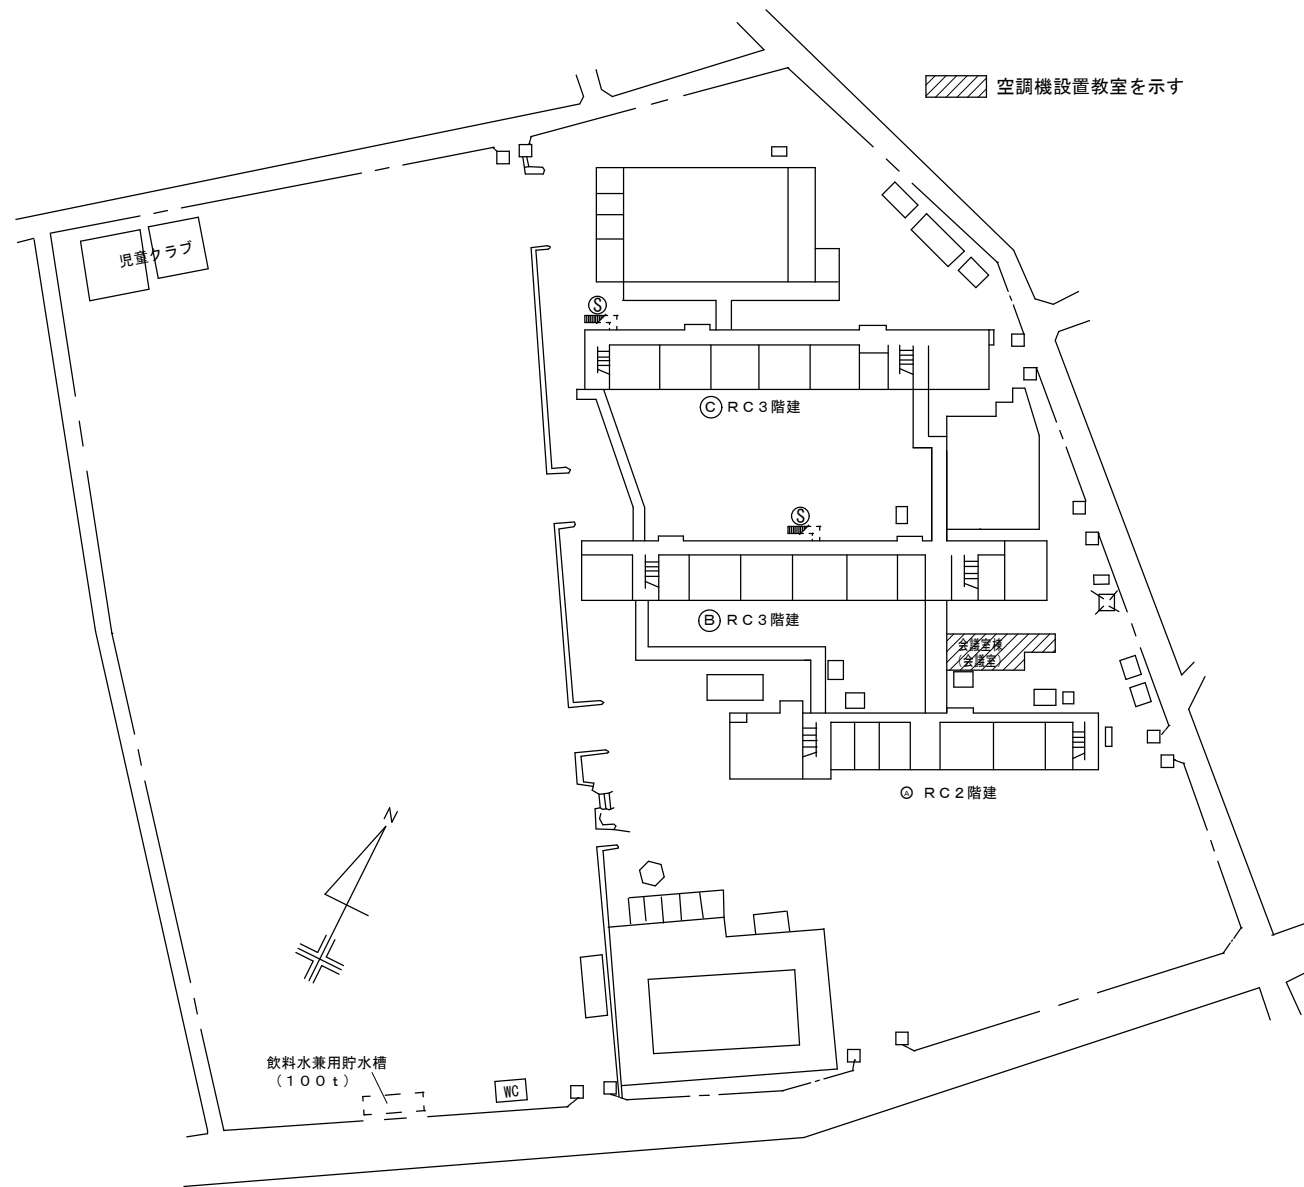 空調機設置教室を示す
児童クラブ
Ⓢ
Ⓒ ＲＣ３階建
Ⓢ
Ⓑ ＲＣ３階建
会議室棟
(会議室)
Ⓐ ＲＣ２階建
N
飲料水兼用貯水槽
（１００ｔ）
WC